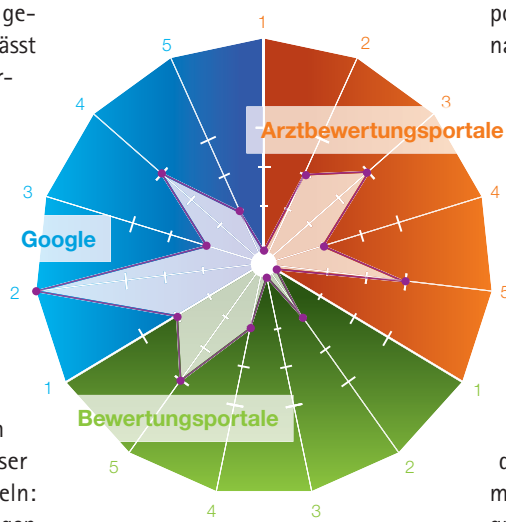 ge-
ässt
r-
po
na
1
2
3
4
5
Arztbewertungsportale
1
2
3
4
5
Bewertungsportale
1
2
3
4
5
Google
n
ser
eln:
gen
d
m